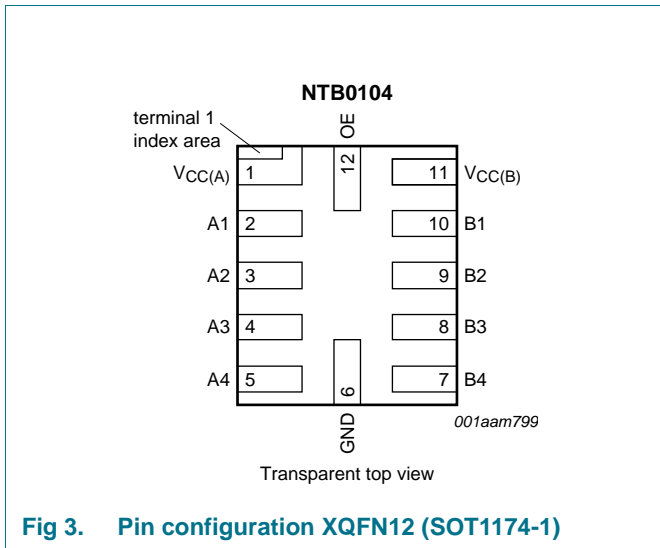 NTB0104
terminal 1
index area
OE
12
VCC(A) 1
11 VCC(B)
A1 2
10 B1
A2 3
9 B2
A3 4
8 B3
A4 5
7 B4
6
GND
001aam799
Transparent top view
Fig 3. Pin configuration XQFN12 (SOT1174-1)